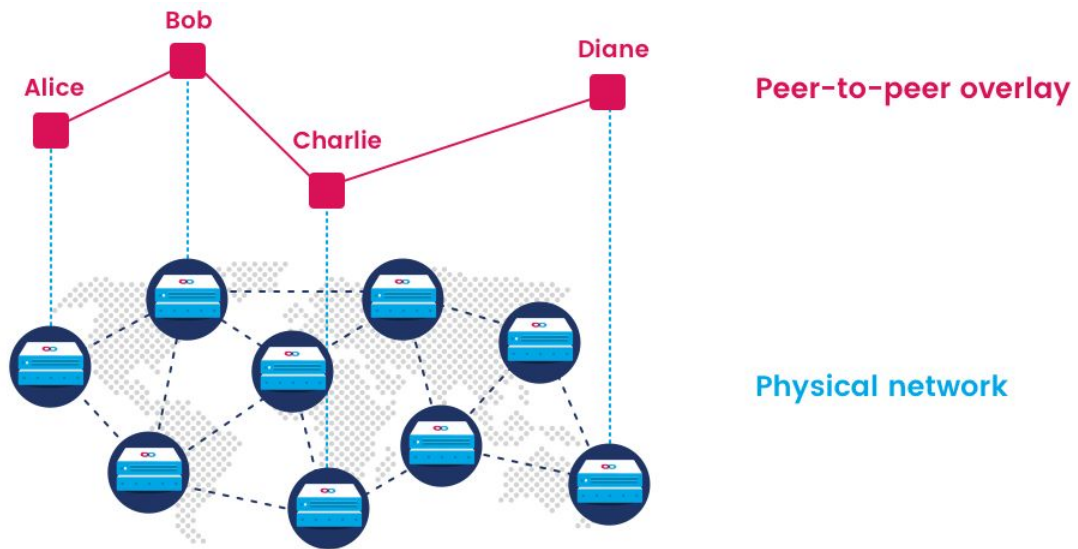 Bob
Diane
Alice
Peer-to-peer overlay
Charlie
Physical network